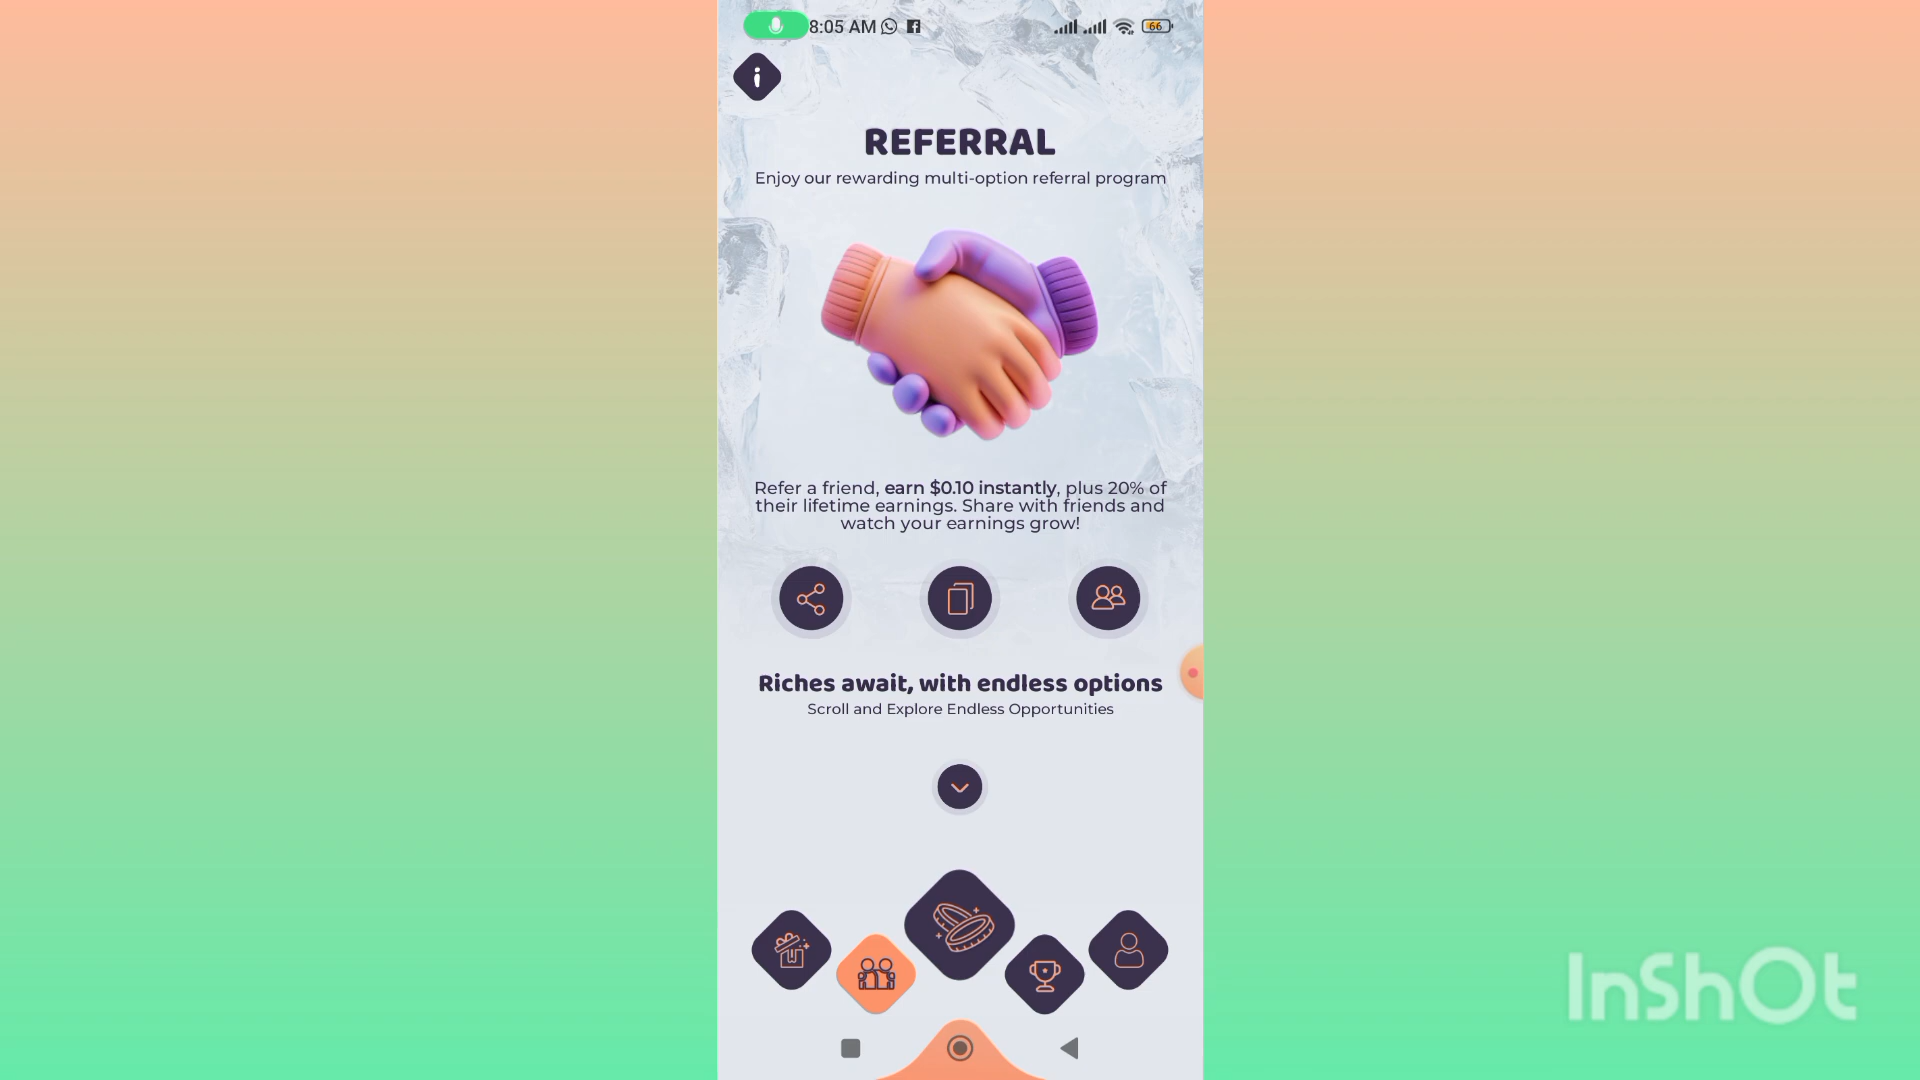 8:05 AM
66
REFERRAL
Enjoy our rewarding multi-option referral program
Refer a friend, earn $0.10 instantly, plus 20% of
their lifetime earnings. Share with friends and
watch your earnings grow!
Riches await, with endless options
Scroll and Explore Endless Opportunities
InShOt